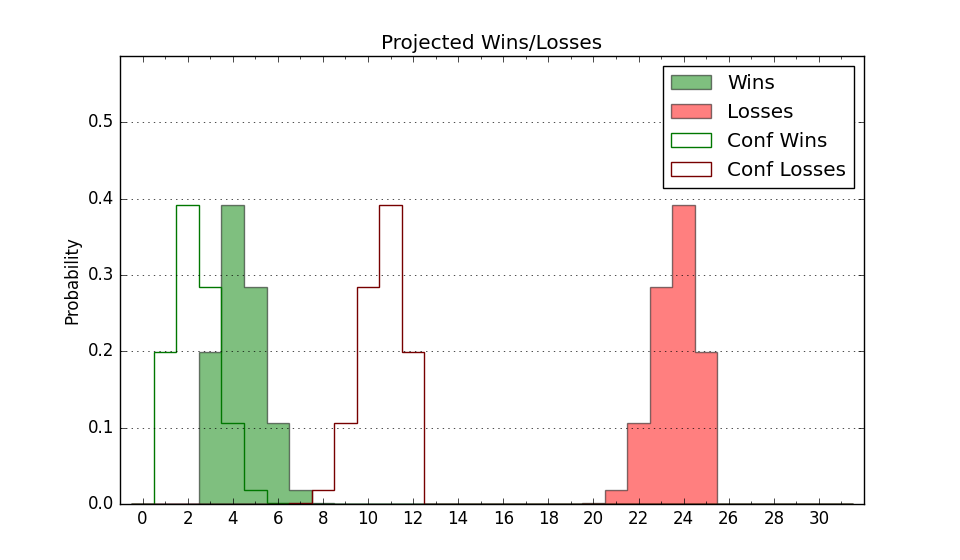 Projected Wins/Losses
Wins
Losses
Conf Wins
Conf Losses
Probability
0.5
0.4
0.3
0.2
0.1
0.0
0 2 4 6 8 10 12 14 16 18 20 22 24 26 28 30